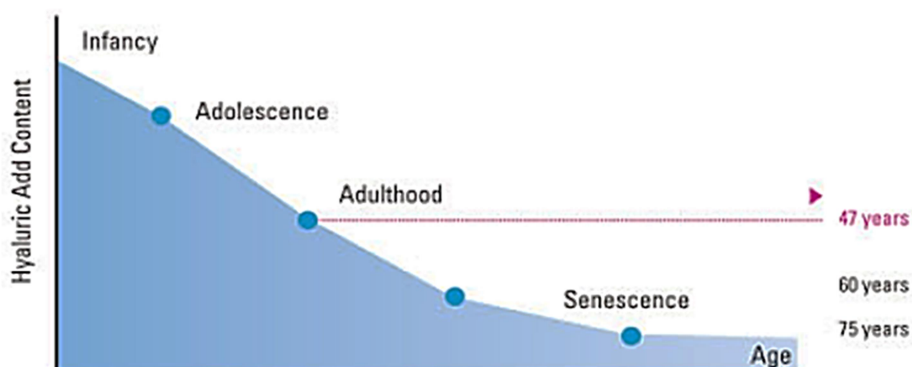 Infancy
Adolescence
Adulthood
47 years
60 years
Senescence
75 years
Age
Hyaluric Add Content